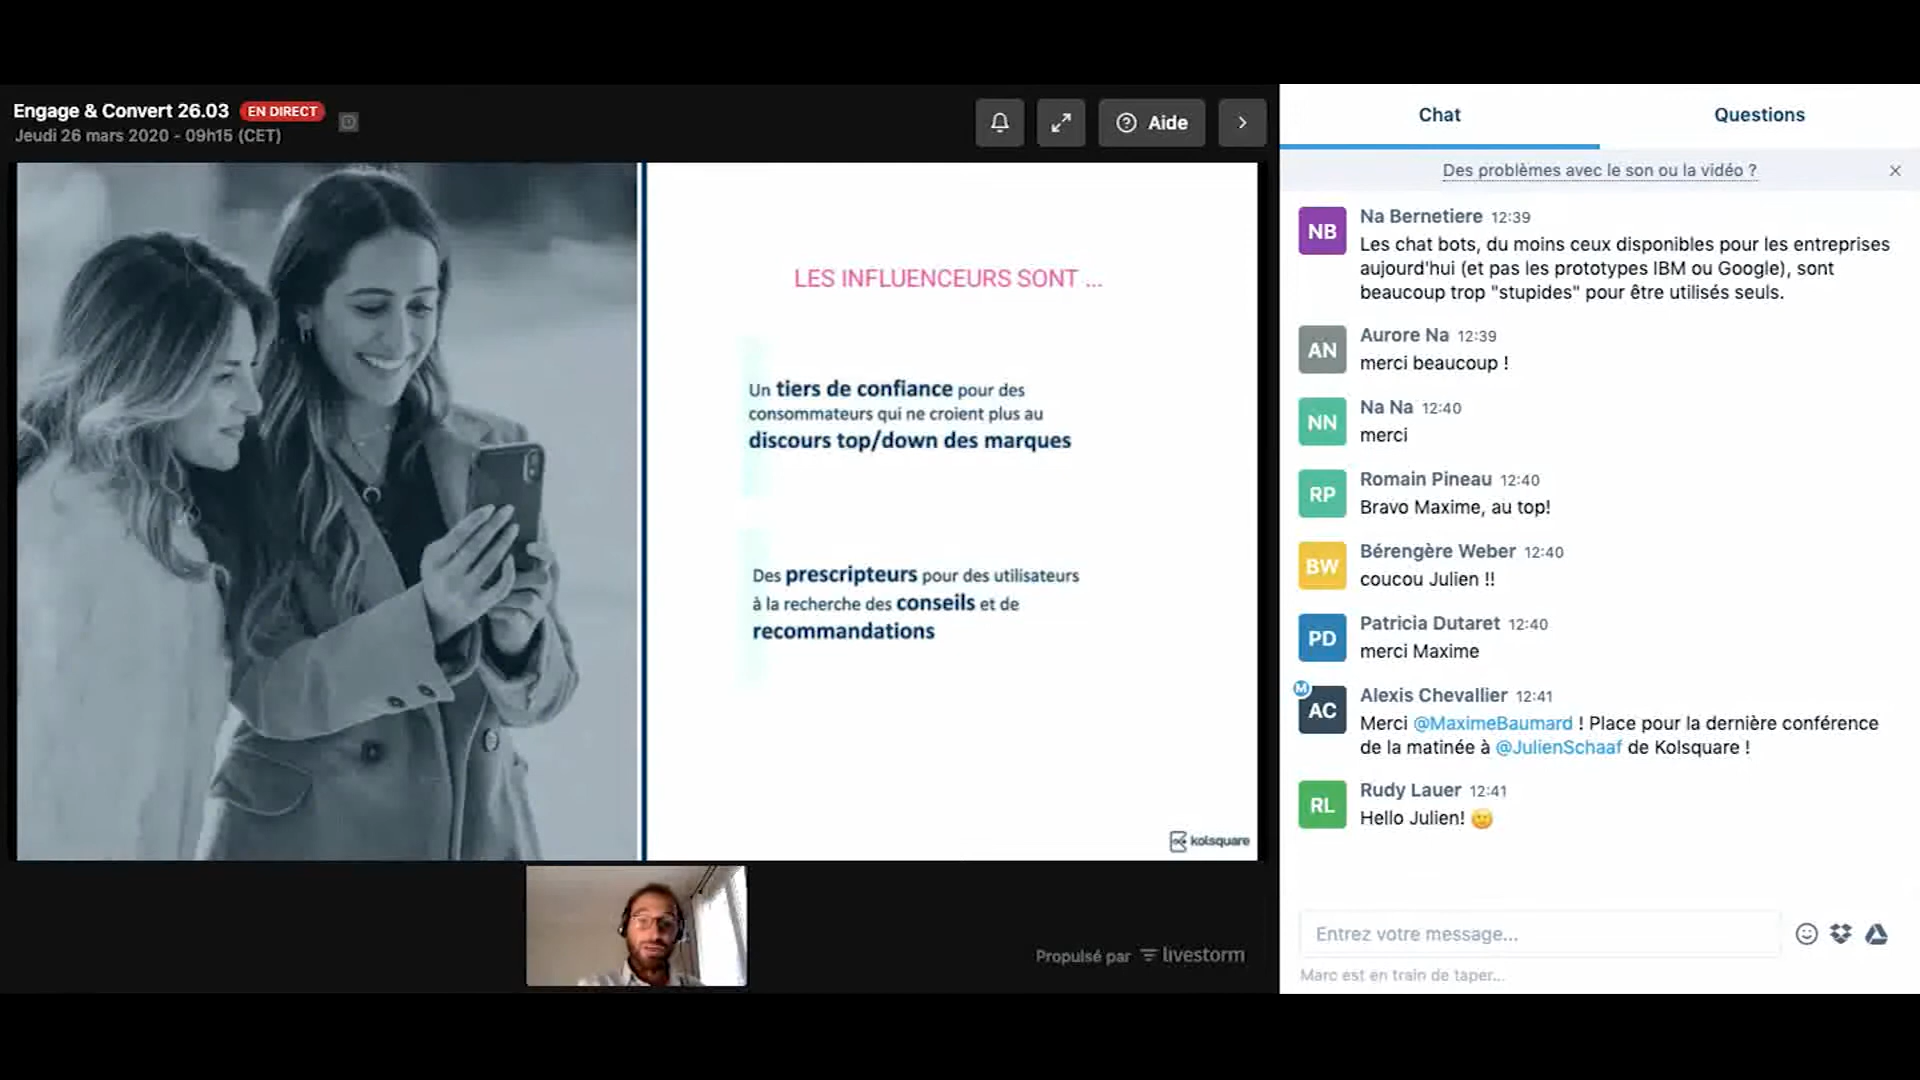 Engage & Convert 26.03 EN DIRECT
Jeudi 26 mars 2020 - 09h15 (CET)
Aide
LES INFLUENCEURS SONT ...
Un tiers de confiance pour des
consommateurs qui ne croient plus au
discours top/down des marques
Des prescripteurs pour des utilisateurs
à la recherche des conseils et de
recommandations
kolsquare
Propulsé par livestorm
Chat
Questions
Des problèmes avec le son ou la vidéo ?
NB
Na Bernetiere 12:39
Les chat bots, du moins ceux disponibles pour les entreprises
aujourd'hui (et pas les prototypes IBM ou Google), sont
beaucoup trop "stupides" pour être utilisés seuls.
AN
Aurore Na 12:39
merci beaucoup !
NN
Na Na 12:40
merci
RP
Romain Pineau 12:40
Bravo Maxime, au top!
BW
Bérengère Weber 12:40
coucou Julien !!
PD
Patricia Dutaret 12:40
merci Maxime
M
AC
Alexis Chevallier 12:41
Merci @MaximeBaumard ! Place pour la dernière conférence
de la matinée à @JulienSchaaf de Kolsquare !
RL
Rudy Lauer 12:41
Hello Julien! 🙂
Entrez votre message...
Marc est en train de taper...